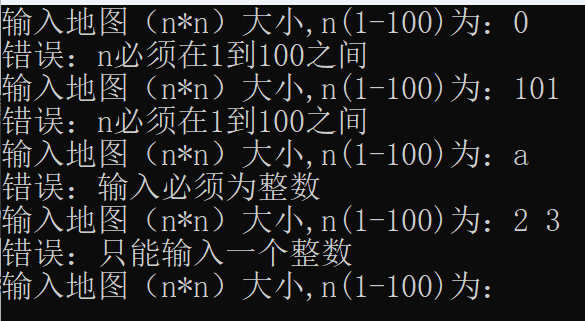 输入地图（n*n）大小,n(1-100)为：0
错误：n必须在1到100之间
输入地图（n*n）大小,n(1-100)为：101
错误：n必须在1到100之间
输入地图（n*n）大小,n(1-100)为：a
错误：输入必须为整数
输入地图（n*n）大小,n(1-100)为：2 3
错误：只能输入一个整数
输入地图（n*n）大小,n(1-100)为：